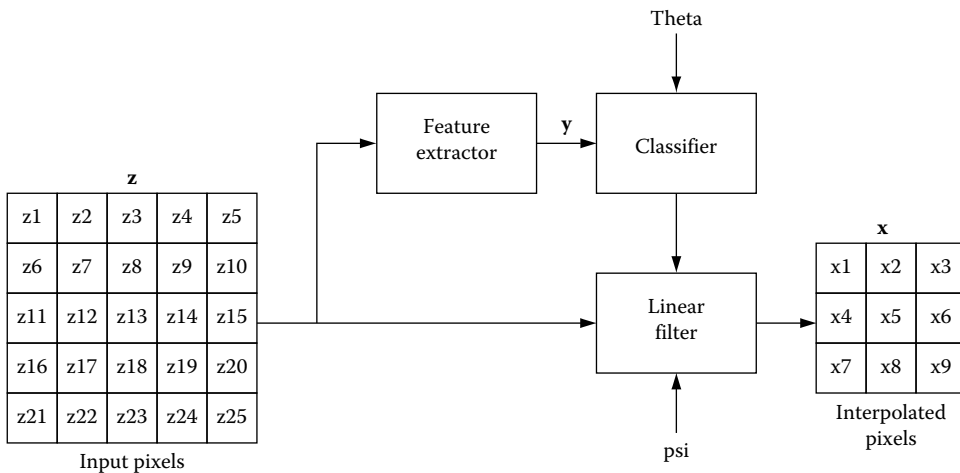 Theta
Feature
extractor
y
Classifier
z
z1 z2 z3 z4 z5
z6 z7 z8 z9 z10
z11 z12 z13 z14 z15
z16 z17 z18 z19 z20
z21 z22 z23 z24 z25
Input pixels
Linear
filter
psi
x
x1 x2 x3
x4 x5 x6
x7 x8 x9
Interpolated
pixels